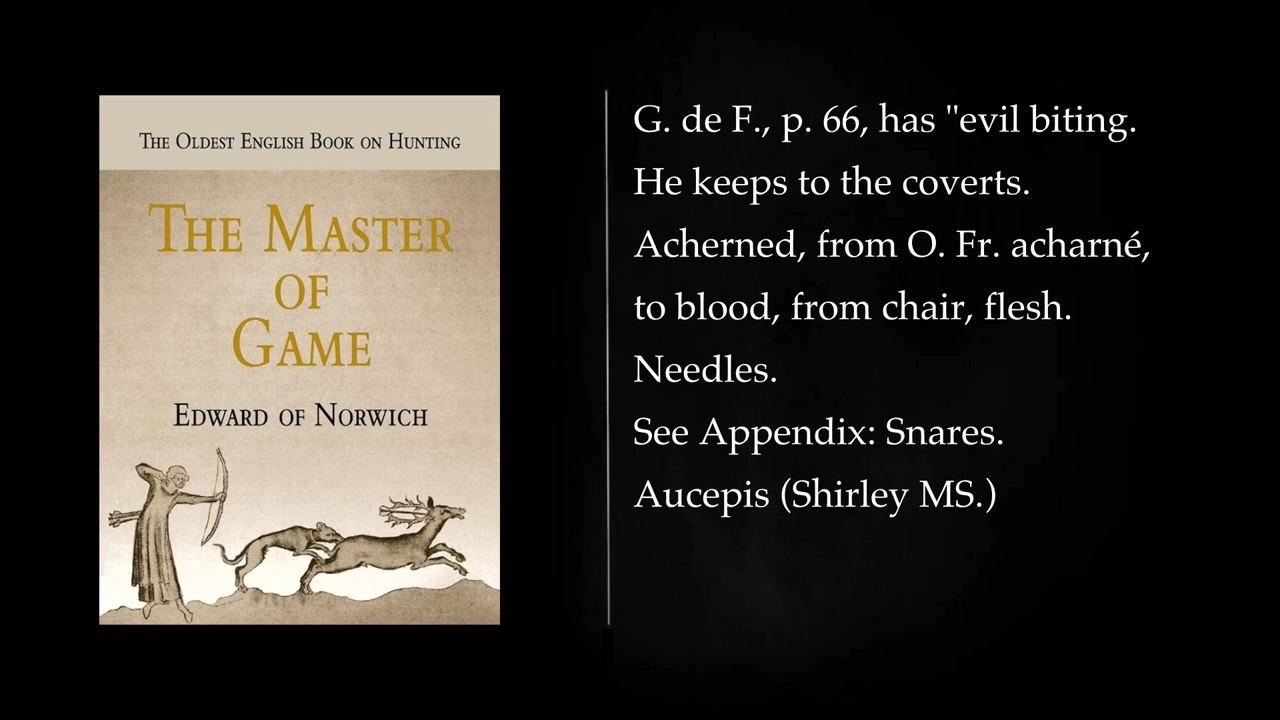 THE OLDEST ENGLISH BOOK ON HUNTING
THE MASTER
OF
GAME
EDWARD OF NORWICH
G. de F., p. 66, has "evil biting.
He keeps to the coverts.
Acherned, from O. Fr. acharné,
to blood, from chair, flesh.
Needles.
See Appendix: Snares.
Aucepis (Shirley MS.)